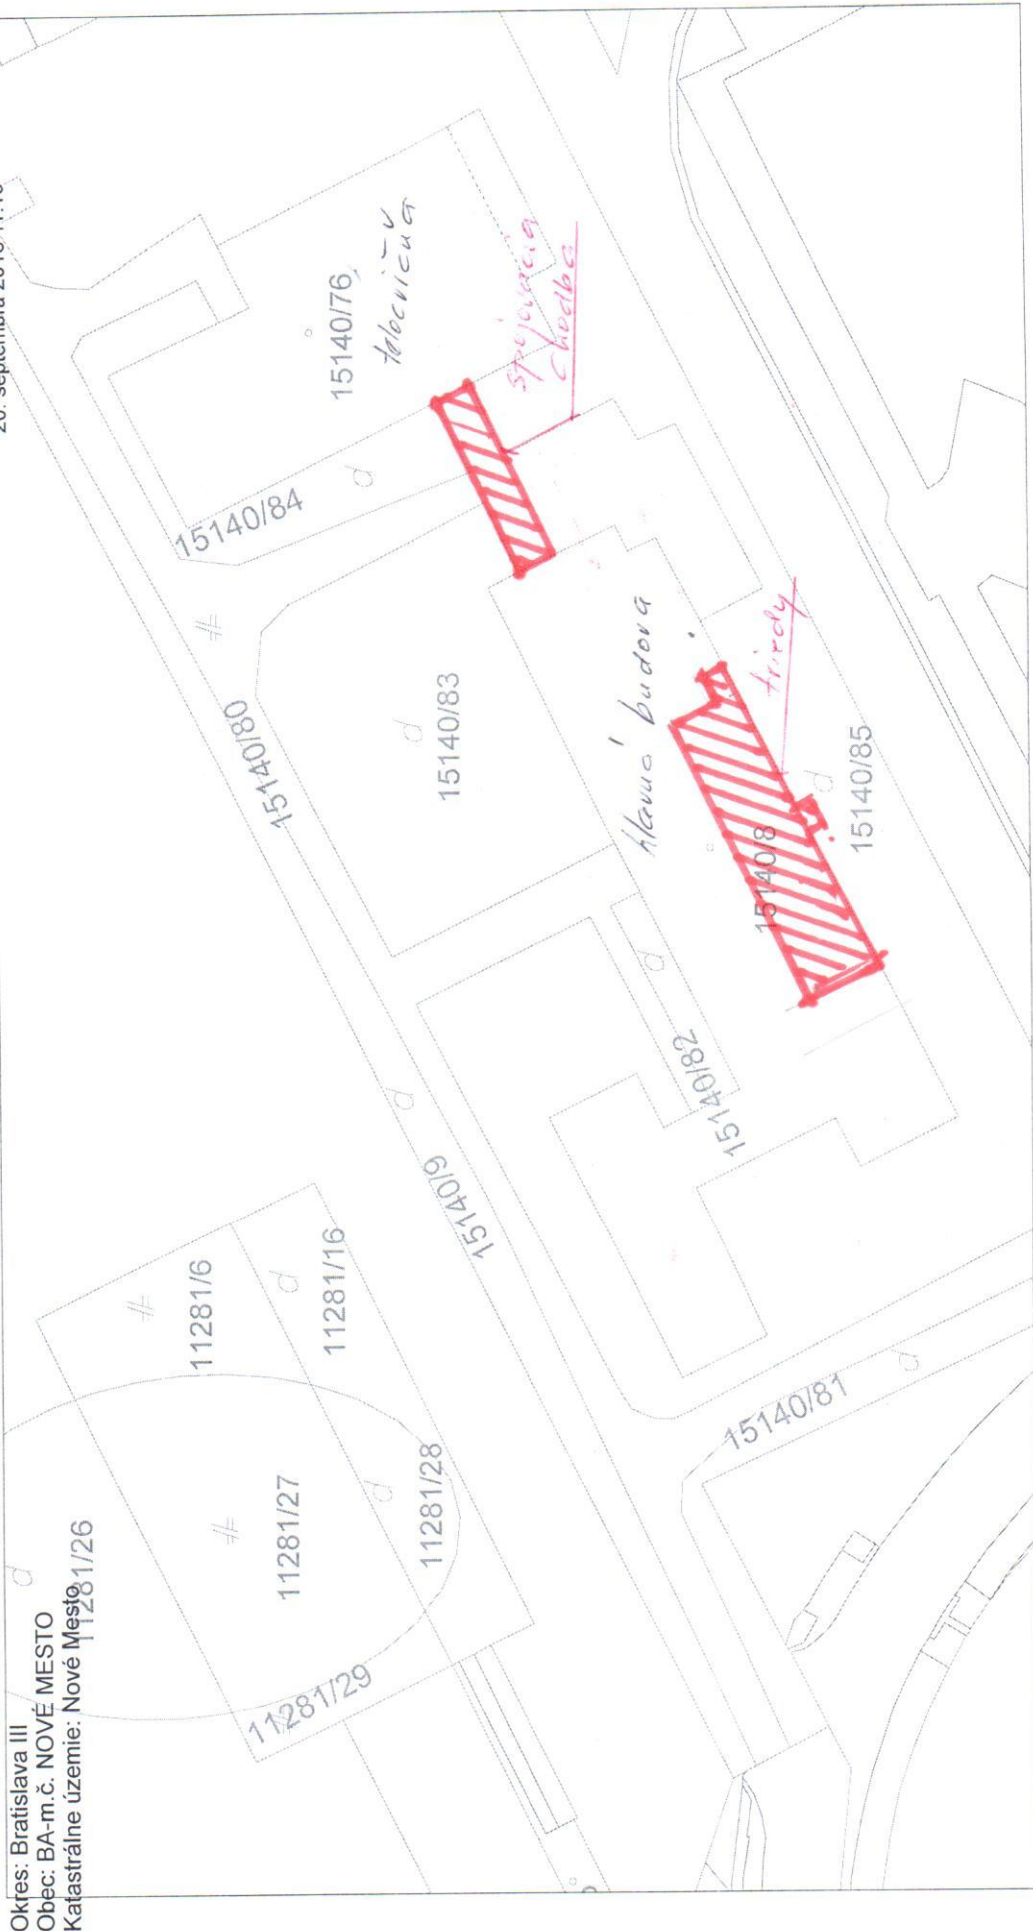 Okres: Bratislava III
Obec: BA-m.č. NOVÉ MESTO
Katastrálne územie: Nové Mesto
11281/26
11281/6
11281/16
11281/27
11281/28
11281/29
15140/9
15140/80
15140/84
15140/76
telocvičňa
spojovacia
chodba
15140/83
hlavná budova
triedy
15140/8
15140/85
15140/82
15140/81